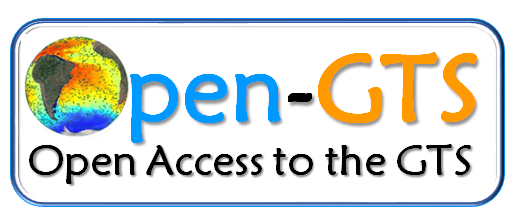 Open-GTS
Open Access to the GTS